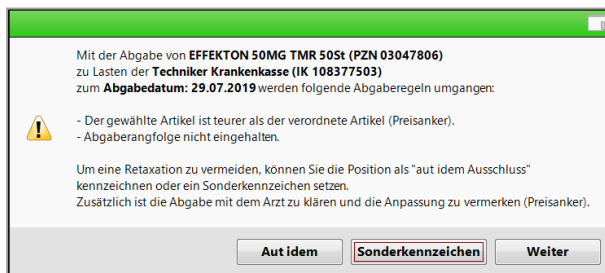 Mit der Abgabe von EFFEKTON 50MG TMR 50St (PZN 03047806)
zu Lasten der Techniker Krankenkasse (IK 108377503)
zum Abgabedatum: 29.07.2019 werden folgende Abgaberegeln umgangen:
- Der gewählte Artikel ist teurer als der verordnete Artikel (Preisanker).
- Abgaberangfolge nicht eingehalten.
Um eine Retaxation zu vermeiden, können Sie die Position als "aut idem Ausschluss"
kennzeichnen oder ein Sonderkennzeichen setzen.
Zusätzlich ist die Abgabe mit dem Arzt zu klären und die Anpassung zu vermerken (Preisanker).
Aut idem Sonderkennzeichen Weiter